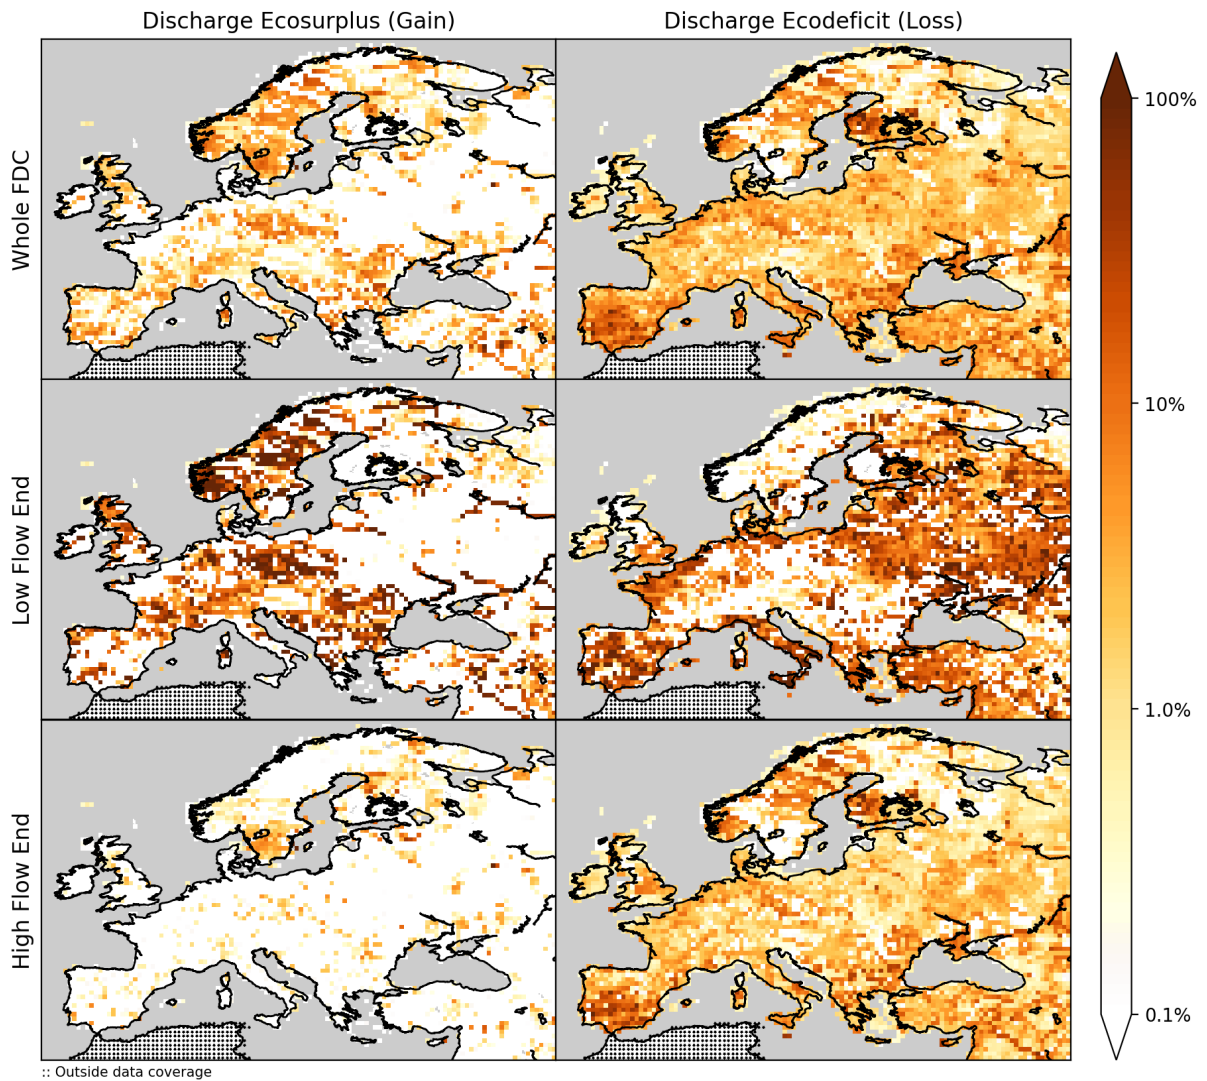 Discharge Ecosurplus (Gain)
Discharge Ecodeficit (Loss)
Whole FDC
Low Flow End
High Flow End
100%
10%
1.0%
0.1%
:: Outside data coverage